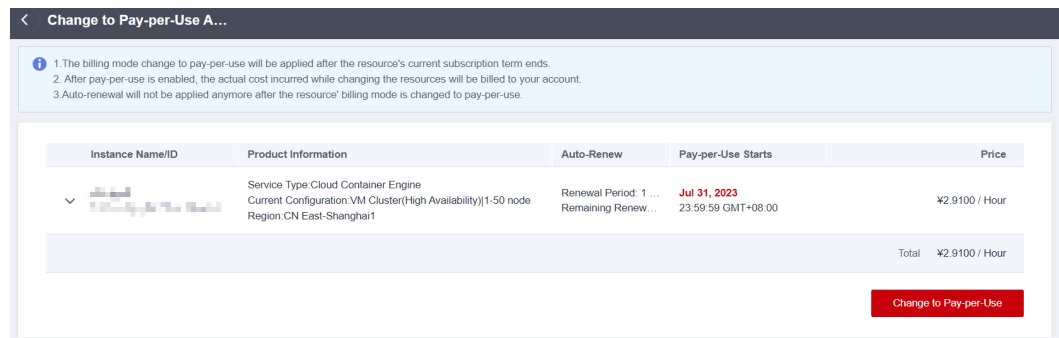 Change to Pay-per-Use A...
1.The billing mode change to pay-per-use will be applied after the resource's current subscription term ends.
2. After pay-per-use is enabled, the actual cost incurred while changing the resources will be billed to your account.
3.Auto-renewal will not be applied anymore after the resource' billing mode is changed to pay-per-use.
Instance Name/ID Product Information Auto-Renew Pay-per-Use Starts Price
Service Type:Cloud Container Engine
Current Configuration:VM Cluster(High Availability)|1-50 node
Region:CN East-Shanghai1
Renewal Period: 1 ...
Remaining Renew...
Jul 31, 2023
23:59:59 GMT+08:00
¥2.9100 / Hour
Total ¥2.9100 / Hour
Change to Pay-per-Use